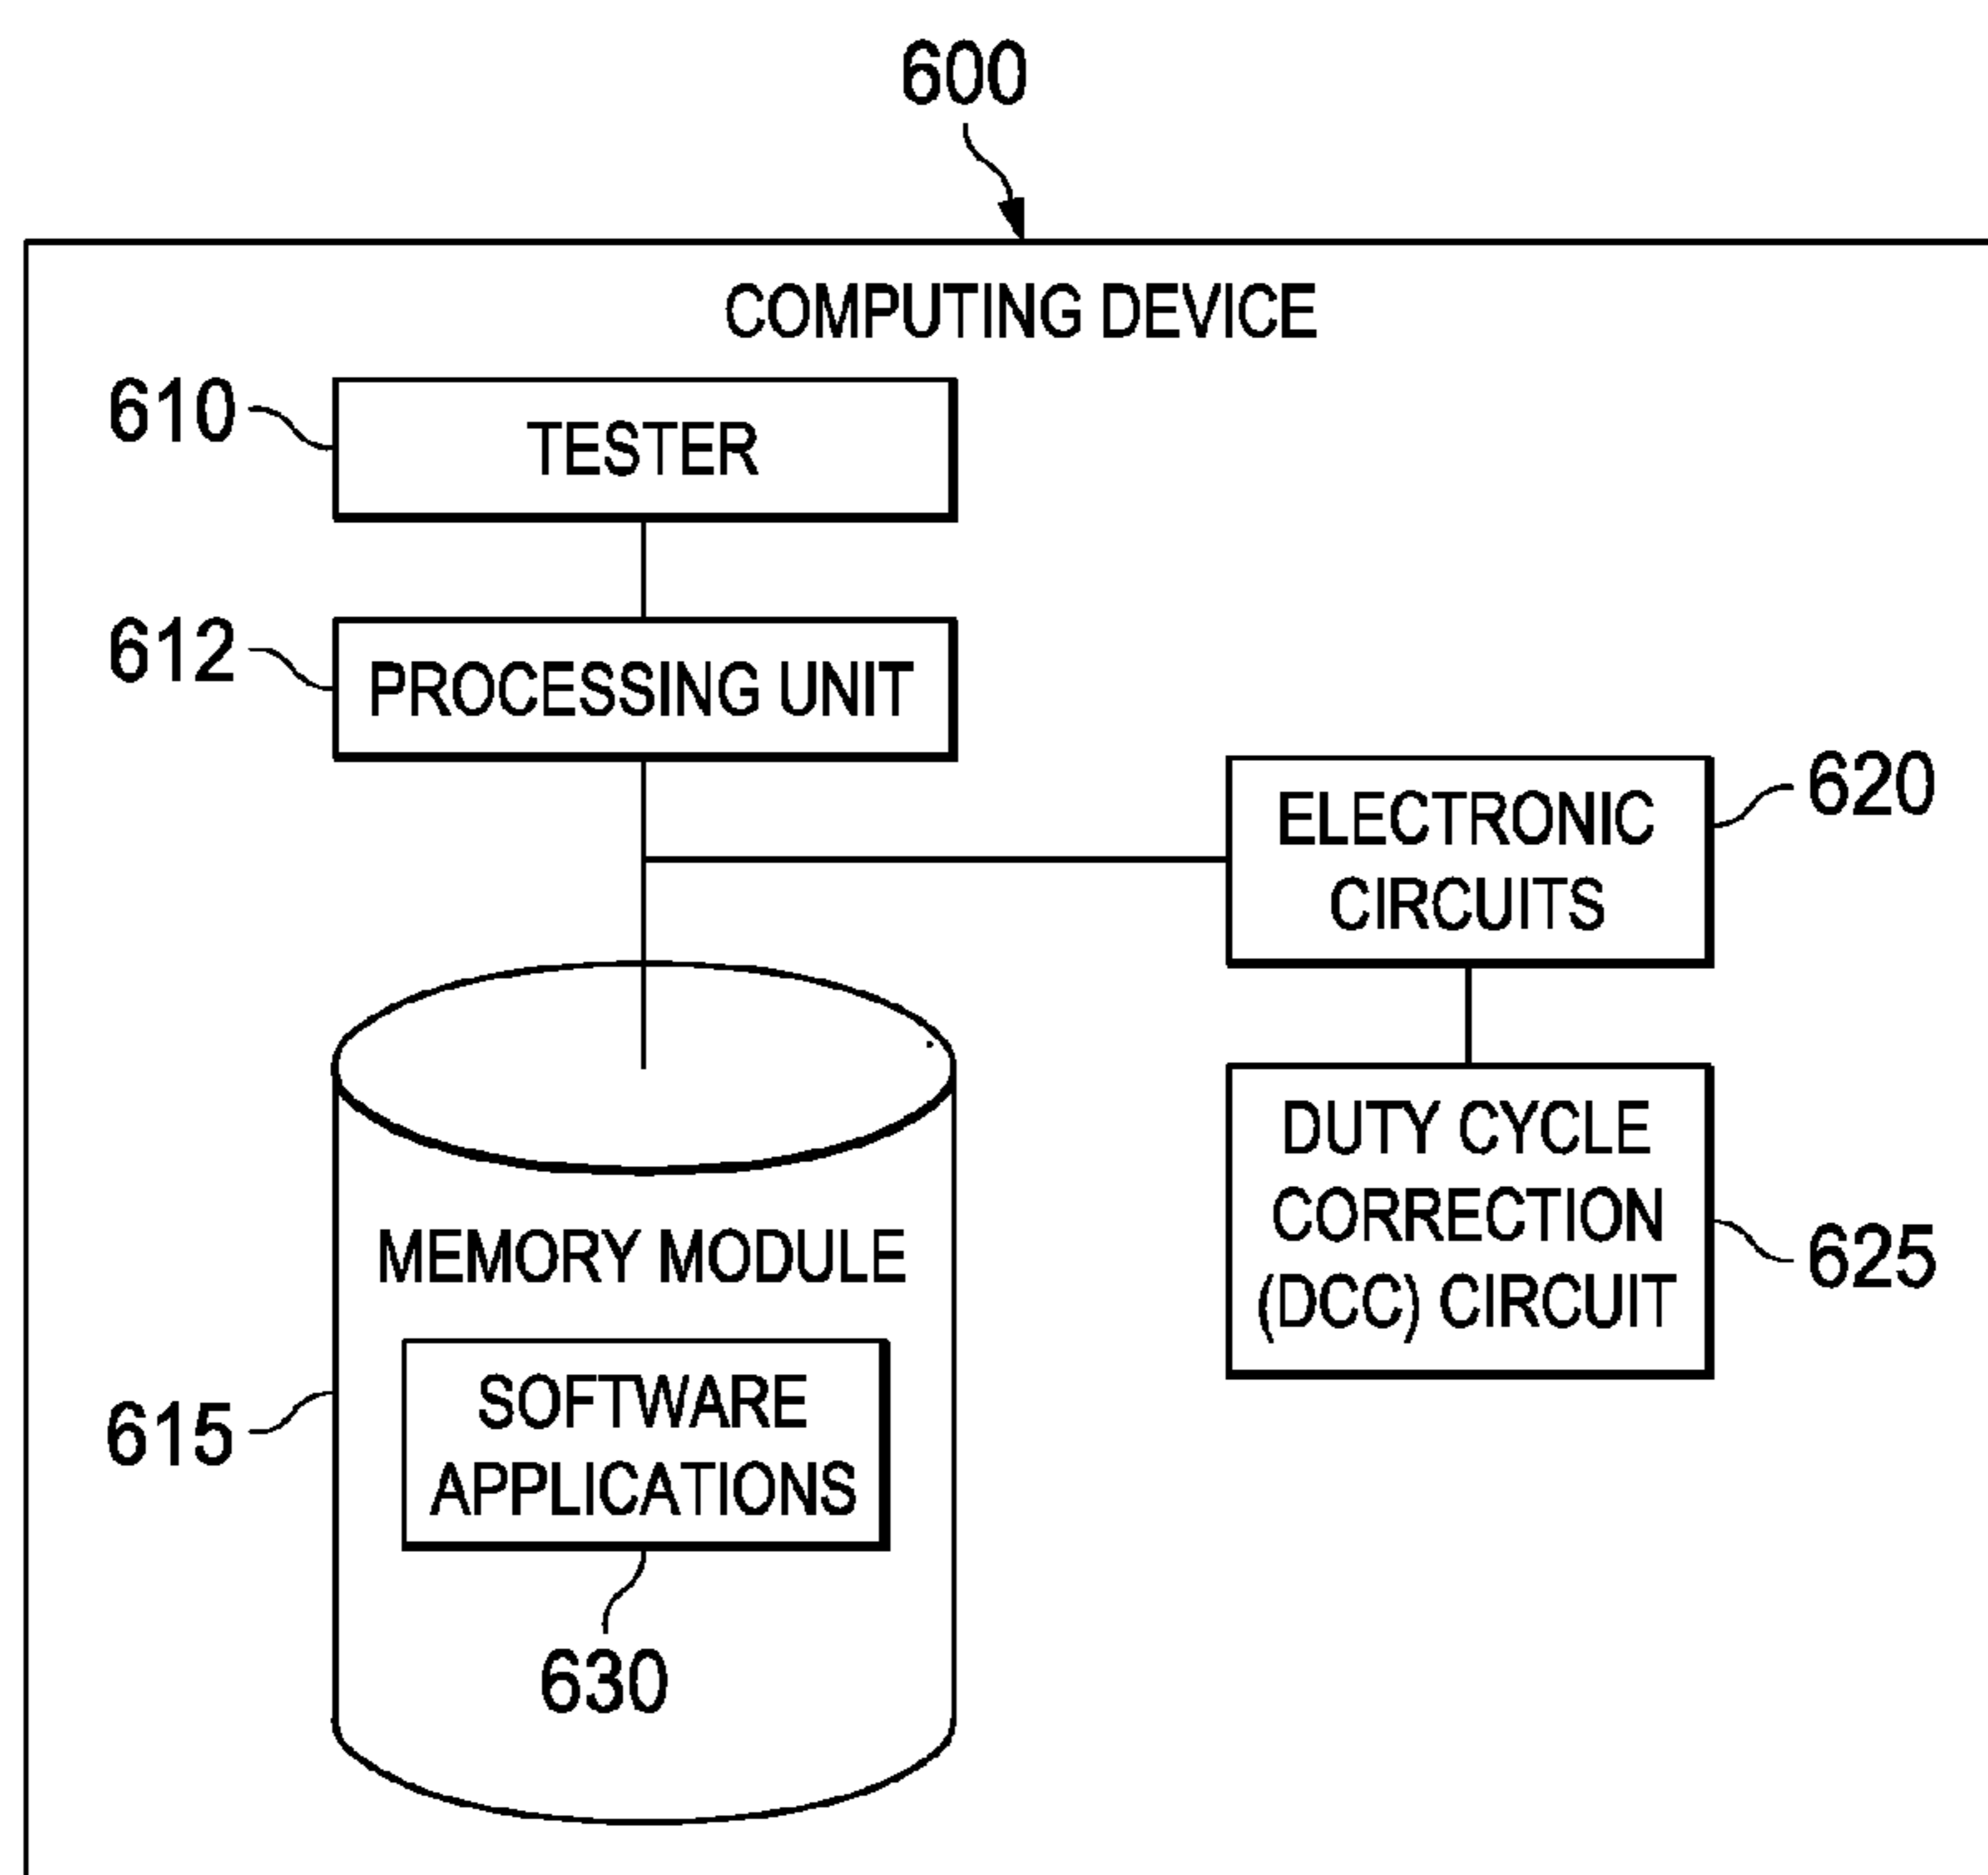 600
COMPUTING DEVICE
610
TESTER
612
PROCESSING UNIT
ELECTRONIC
CIRCUITS
620
DUTY CYCLE
CORRECTION
(DCC) CIRCUIT
625
MEMORY MODULE
615
SOFTWARE
APPLICATIONS
630